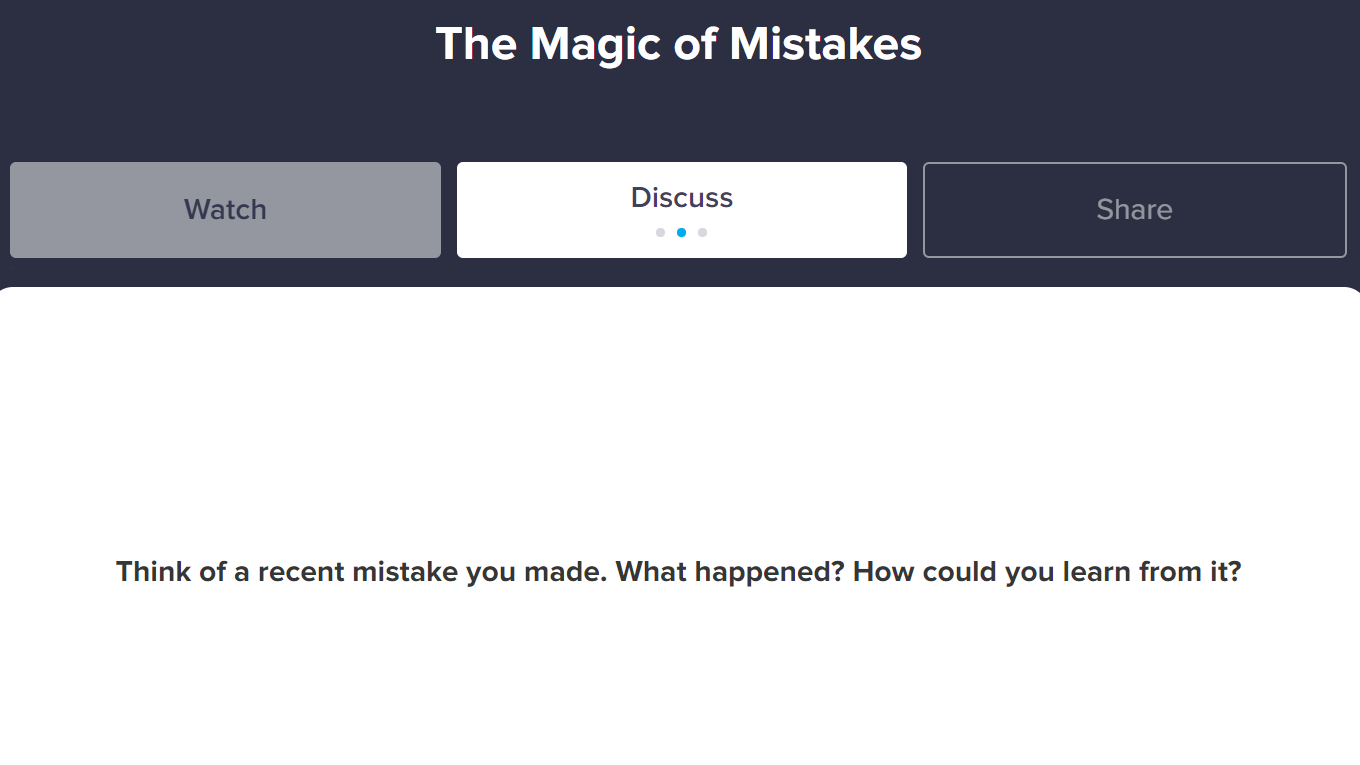 The Magic of Mistakes
Watch
Discuss
Share
Think of a recent mistake you made. What happened? How could you learn from it?